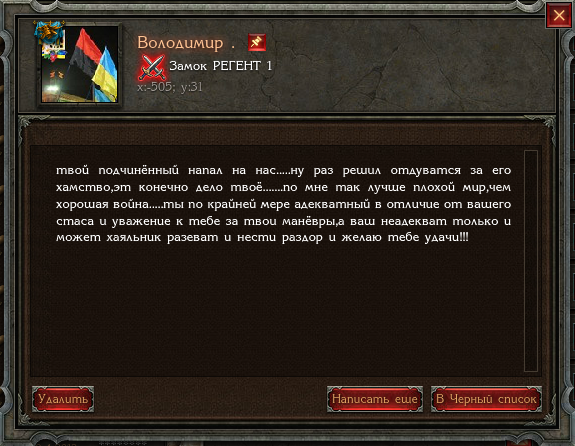 Володимир .
Замок РЕГЕНТ 1
x:-505; y:31
твой подчинённый напал на нас.....ну раз решил отдуватся за его
хамство,эт конечно дело твоё.......по мне так лучше плохой мир,чем
хорошая война.....ты по крайней мере адекватный в отличие от вашего
стаса и уважение к тебе за твои манёвры,а ваш неадекват только и
может хаяльник разеват и нести раздор и желаю тебе удачи!!!
Удалить
Написать еще
В Черный список